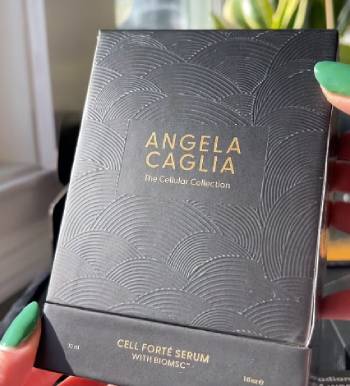 ANGELA
CAGLIA
The Cellular Collection
CELL FORTÉ SERUM
WITH BIOMSC™